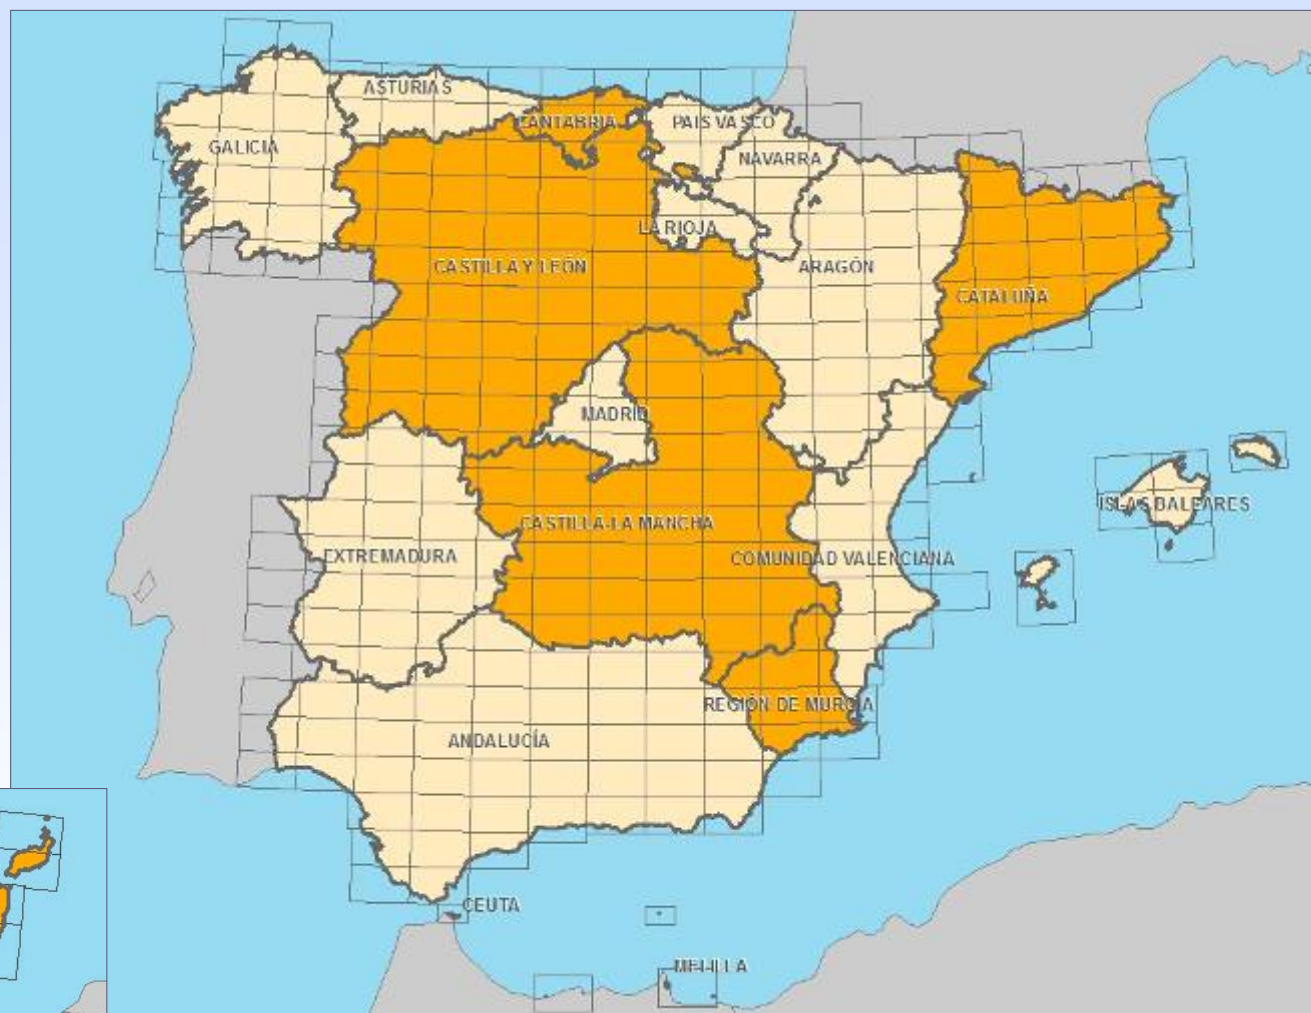 ASTURIAS
CANTABRIA
PAIS VASCO
GALICIA
NAVARRA
LA RIOJA
CASTILLA Y LEÓN
ARAGÓN
CATALUÑA
MADRID
ISLAS BALEARES
CASTILLA-LA MANCHA
EXTREMADURA
COMUNIDAD VALENCIANA
REGIÓN DE MURCIA
ANDALUCÍA
CEUTA
MELILLA